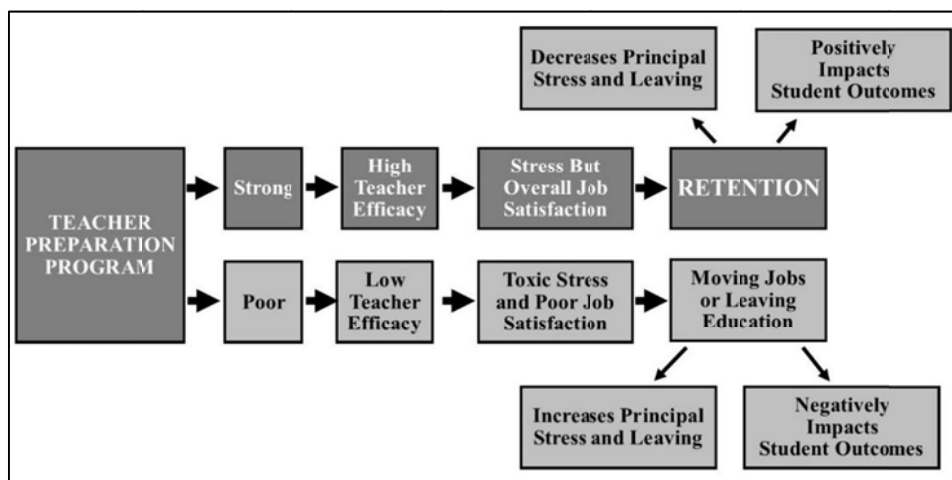 Decreases Principal
Stress and Leaving
Positively
Impacts
Student Outcomes
TEACHER
PREPARATION
PROGRAM
Strong
High
Teacher
Efficacy
Stress But
Overall Job
Satisfaction
RETENTION
Poor
Low
Teacher
Efficacy
Toxic Stress
and Poor Job
Satisfaction
Moving Jobs
or Leaving
Education
Increases Principal
Stress and Leaving
Negatively
Impacts
Student Outcomes